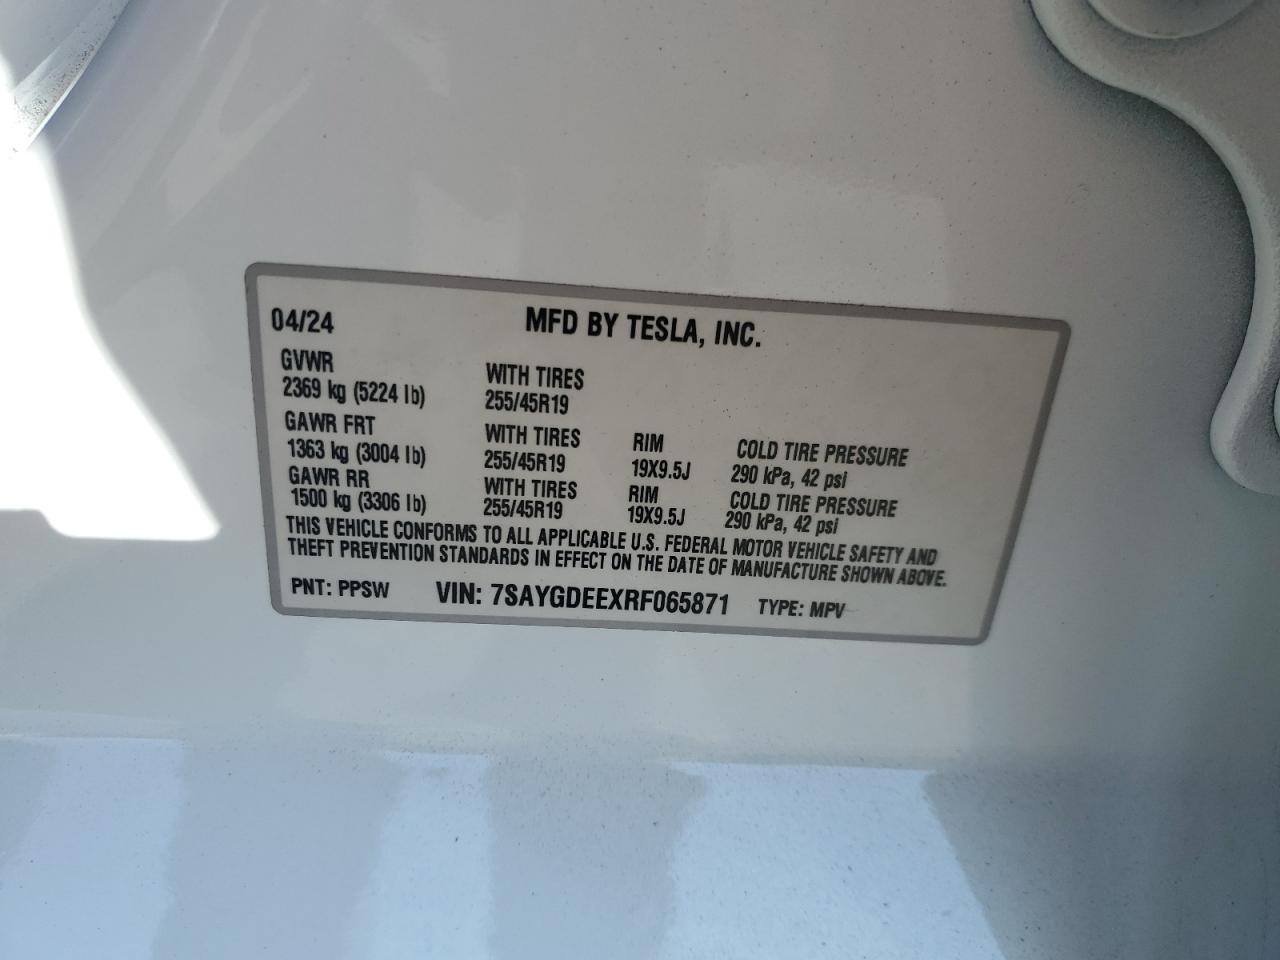 04/24 MFD BY TESLA, INC.
GVWR
2369 kg (5224 lb) WITH TIRES 255/45R19
GAWR FRT
1363 kg (3004 lb) WITH TIRES 255/45R19 RIM 19X9.5J COLD TIRE PRESSURE 290 kPa, 42 psi
GAWR RR
1500 kg (3306 lb) WITH TIRES 255/45R19 RIM 19X9.5J COLD TIRE PRESSURE 290 kPa, 42 psi
THIS VEHICLE CONFORMS TO ALL APPLICABLE U.S. FEDERAL MOTOR VEHICLE SAFETY AND
THEFT PREVENTION STANDARDS IN EFFECT ON THE DATE OF MANUFACTURE SHOWN ABOVE.
PNT: PPSW VIN: 7SAYGDEEXRF065871 TYPE: MPV